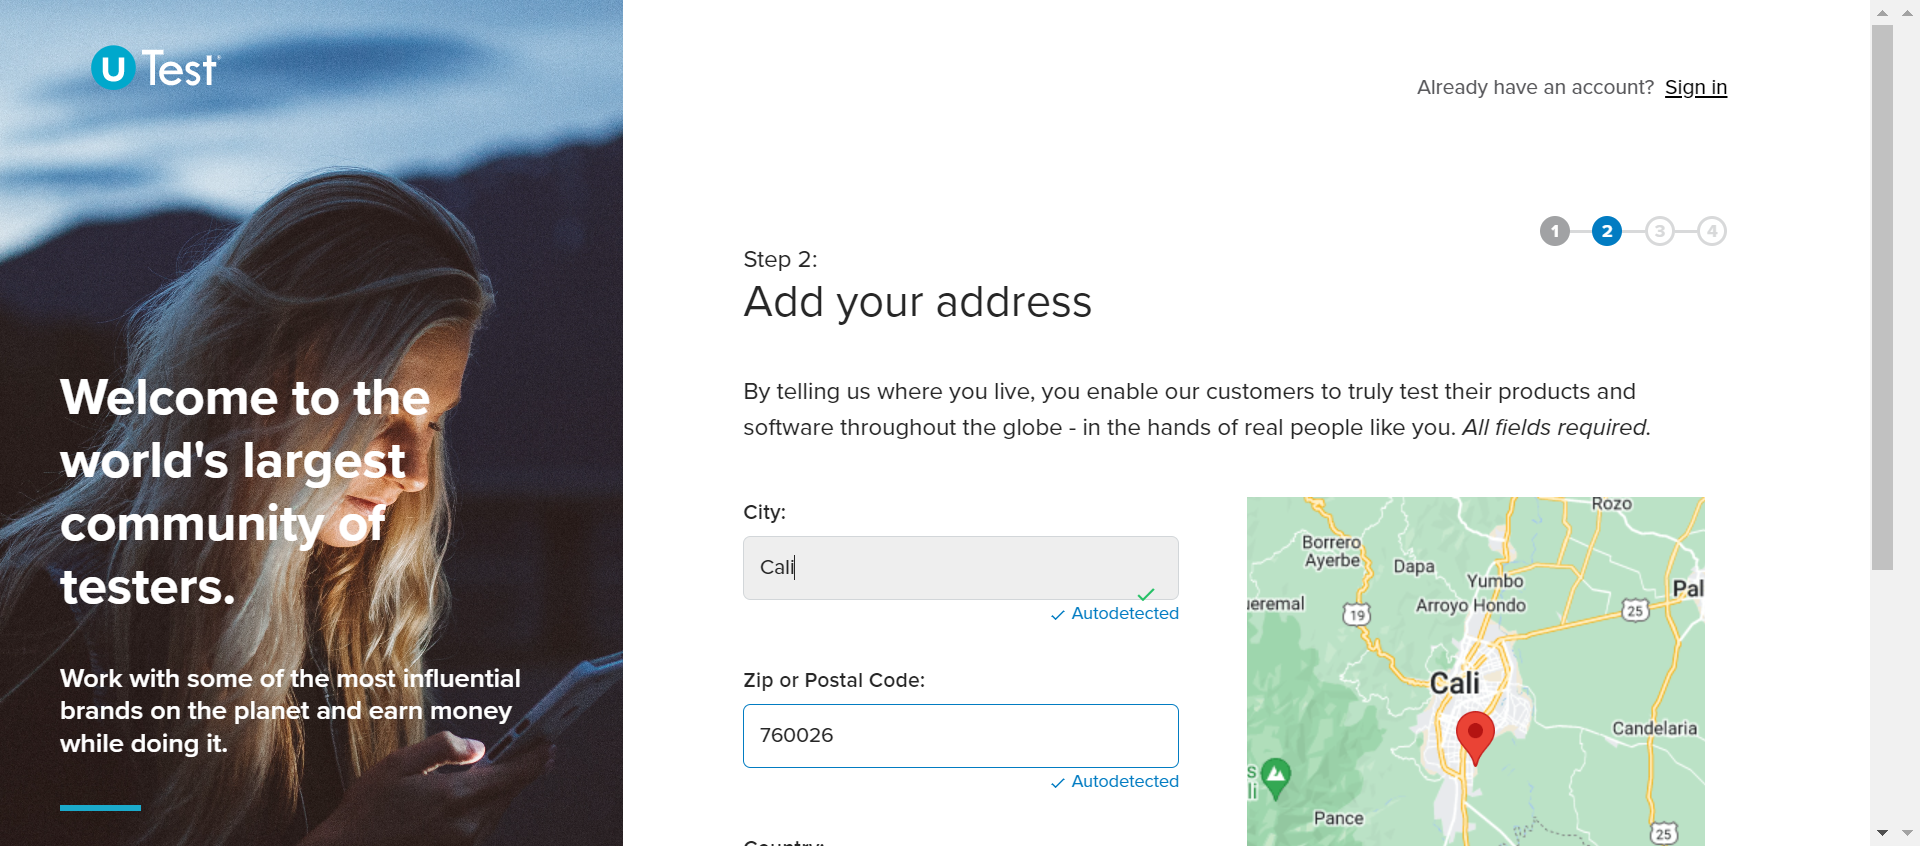 u Test
Already have an account? Sign in
1 2 3 4
Step 2:
Add your address
By telling us where you live, you enable our customers to truly test their products and
software throughout the globe - in the hands of real people like you. All fields required.
City:
Cali
Autodetected
Zip or Postal Code:
760026
Autodetected
Welcome to the
world's largest
community of
testers.
Work with some of the most influential
brands on the planet and earn money
while doing it.
Rozo
Borrero
Ayerbe
Dapa
Yumbo
Arroyo Hondo
Pal
ueremal
19
25
Cali
Candelaria
Pance
25